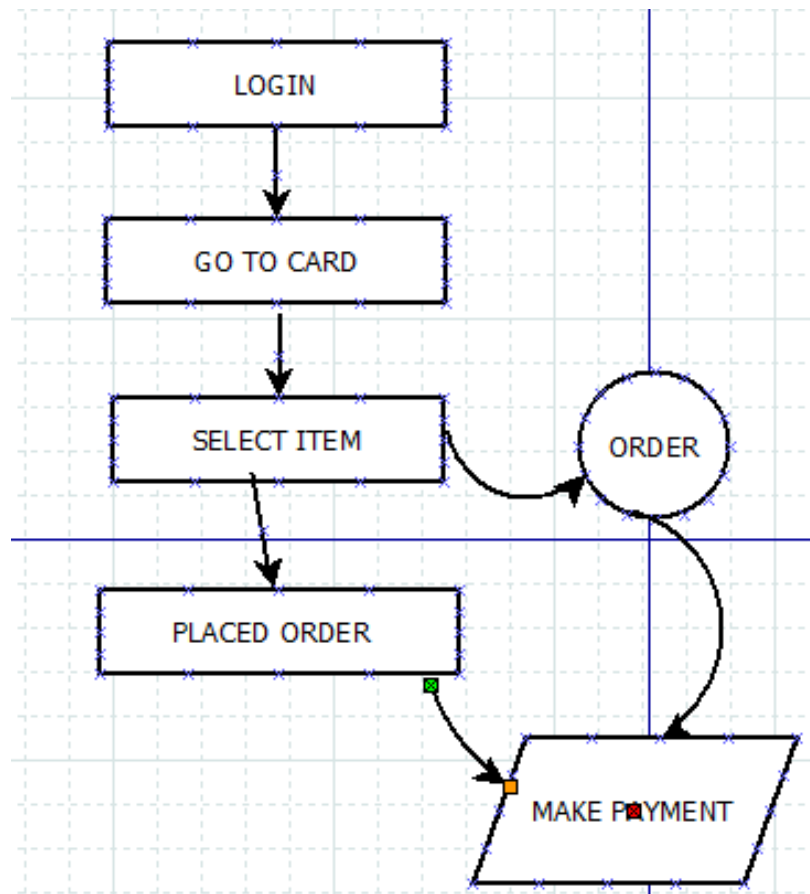 LOGIN
GO TO CARD
SELECT ITEM
ORDER
PLACED ORDER
MAKE PAYMENT